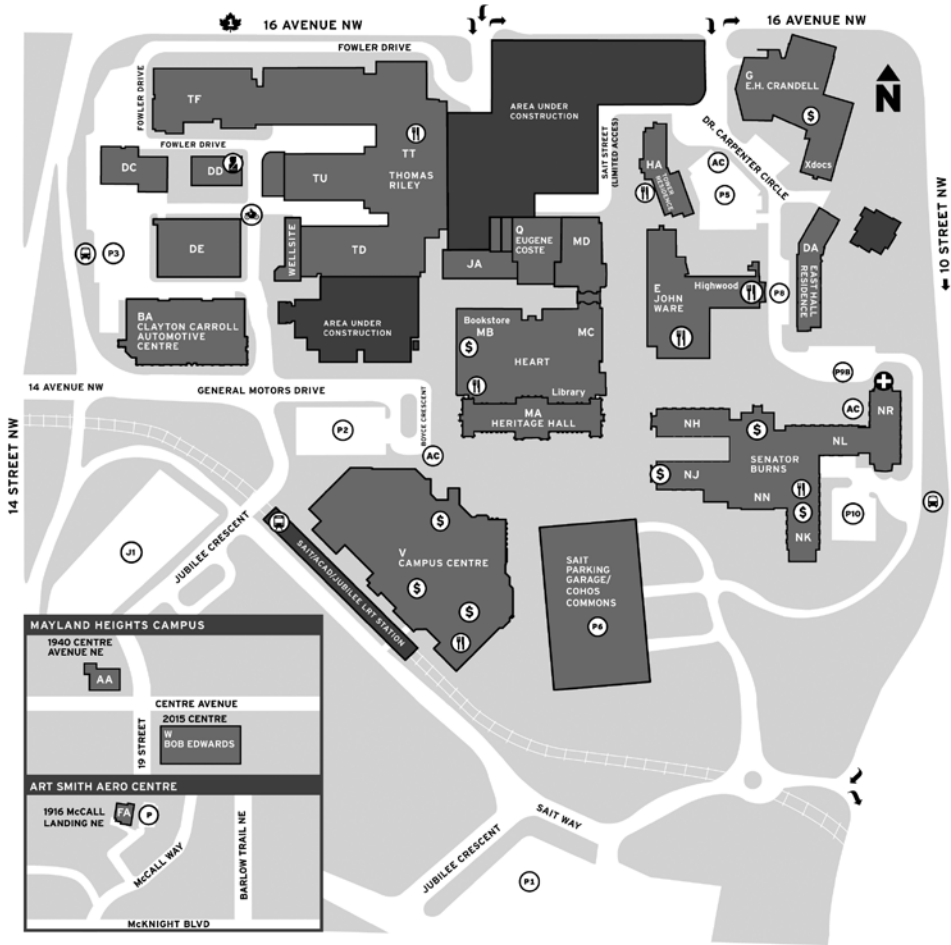 1
16 AVENUE NW
16 AVENUE NW
FOWLER DRIVE
FOWLER DRIVE
TF
AREA UNDER
CONSTRUCTION
G
E.H. CRANDELL
$
N
FOWLER DRIVE
TT
THOMAS
RILEY
SAIT STREET
(LIMITED ACCES)
DR. CARPENTER CIRCLE
Xdocs
DC
DD
TU
HA
TOWER
RESIDENCE
AC
P5
10 STREET NW
P3
DE
WELLSITE
TD
JA
Q
EUGENE
COSTE
MD
E
JOHN
WARE
Highwood
P8
DA
EAST HALL
RESIDENCE
BA
CLAYTON CARROLL
AUTOMOTIVE
CENTRE
AREA UNDER
CONSTRUCTION
Bookstore
MB
MC
$
HEART
Library
MA
HERITAGE HALL
P9B
AC
NR
14 AVENUE NW
GENERAL MOTORS DRIVE
BOYCE CRESCENT
P2
AC
14 STREET NW
NH
$
NL
SENATOR
BURNS
$
NJ
NN
$
NK
P10
J1
JUBILEE CRESCENT
SAIT/ACAD/JUBILEE LRT STATION
$
V
CAMPUS CENTRE
$
$
SAIT
PARKING
GARAGE/
COHOS
COMMONS
P6
MAYLAND HEIGHTS CAMPUS
1940 CENTRE
AVENUE NE
AA
CENTRE AVENUE
19 STREET
2015 CENTRE
W
BOB EDWARDS
ART SMITH AERO CENTRE
1916 McCALL
LANDING NE
FA
P
McCALL WAY
BARLOW TRAIL NE
McKNIGHT BLVD
JUBILEE CRESCENT
SAIT WAY
P1